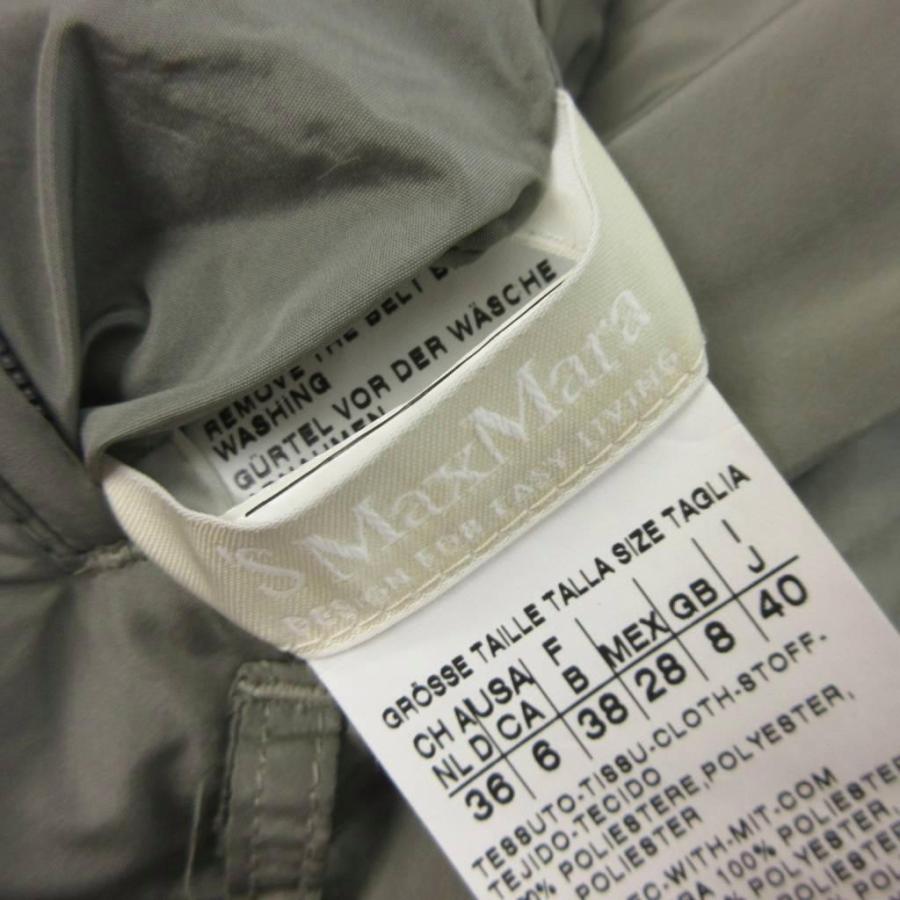 REMOVE THE BELT
WASHING
GÜRTEL VOR DER WÄSCHE
'S MaxMara
DESIGN FOR EASY LIVING
GRÖSSE TAILLE TALLA SIZE TAGLIA
CH A USA F MEX GB I
NL D CA B J
36 6 38 28 8 40
TESSUTO-TISSU-CLOTH-STOFF-
TEJIDO-TECIDO
POLIESTERE, POLYESTER,
POLIESTER
WITH-MIT-COM
100% POLIESTER
POLYESTER,
POLIESTER